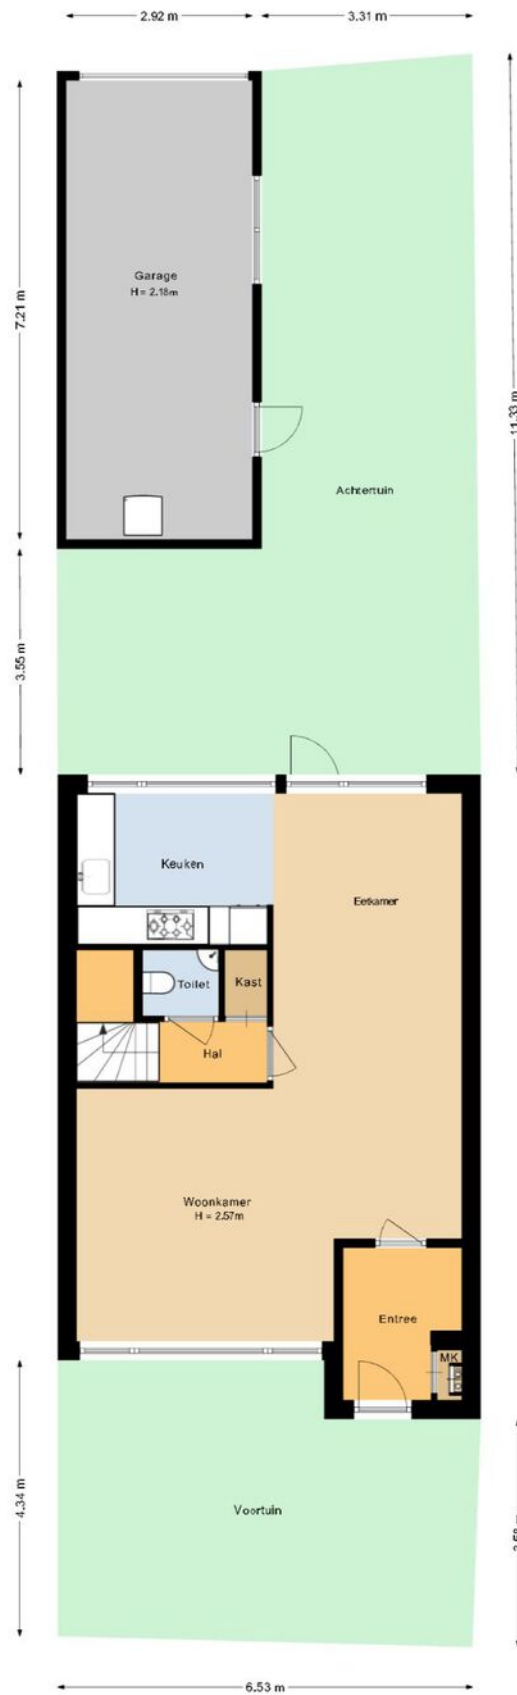 2.92 m
3.31 m
7.21 m
Garage
H = 2.18m
11.33 m
Achtertuin
3.55 m
Keuken
Eetkamer
Toilet
Kast
Hal
Woonkamer
H = 2.57m
Entree
MK
4.34 m
Voortuin
6.53 m